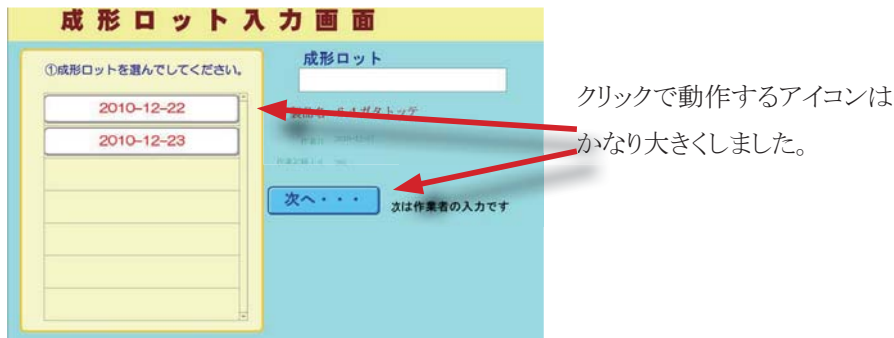 成形ロット入力画面
①成形ロットを選んでしてください。
2010-12-22
2010-12-23
成形ロット
次へ・・・
次は作業者の入力です
クリックで動作するアイコンは
かなり大きくしました。